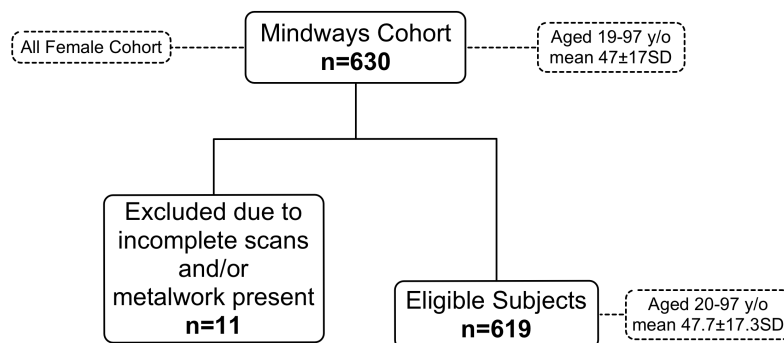 All Female Cohort
Mindways Cohort
n=630
Aged 19-97 y/o
mean 47±17SD
Excluded due to
incomplete scans
and/or
metalwork present
n=11
Eligible Subjects
n=619
Aged 20-97 y/o
mean 47.7±17.3SD